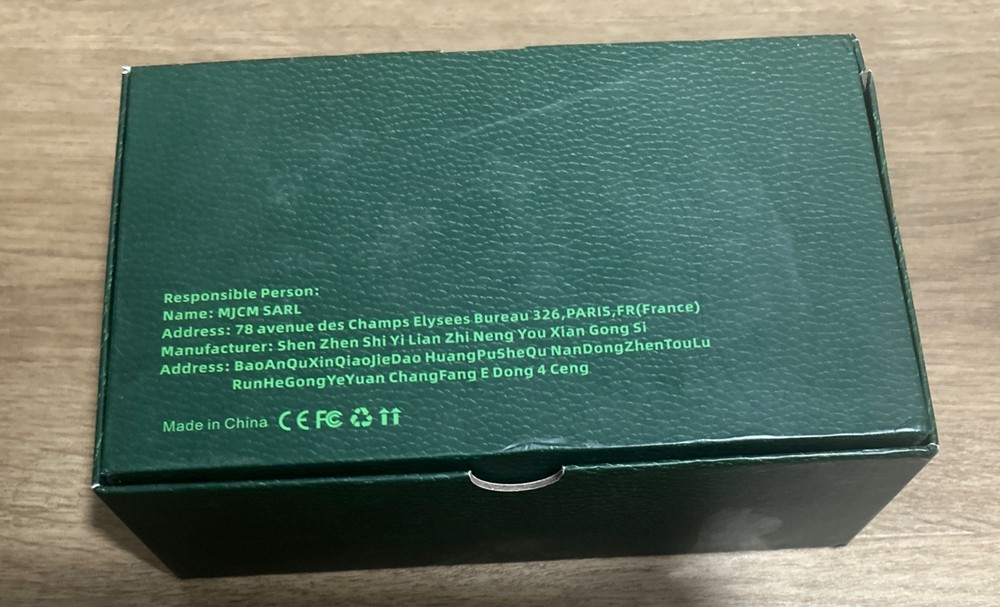 Responsible Person:
Name: MJCM SARL
Address: 78 avenue des Champs Elysees Bureau 326,PARIS,FR(France)
Manufacturer: Shen Zhen Shi Yi Lian Zhi Neng You Xian Gong Si
Address: BaoAnQuXinQiaoJieDao HuangPuSheQu NanDongZhenTouLu
RunHeGongYeYuan ChangFang E Dong 4 Ceng
Made in China CE FC